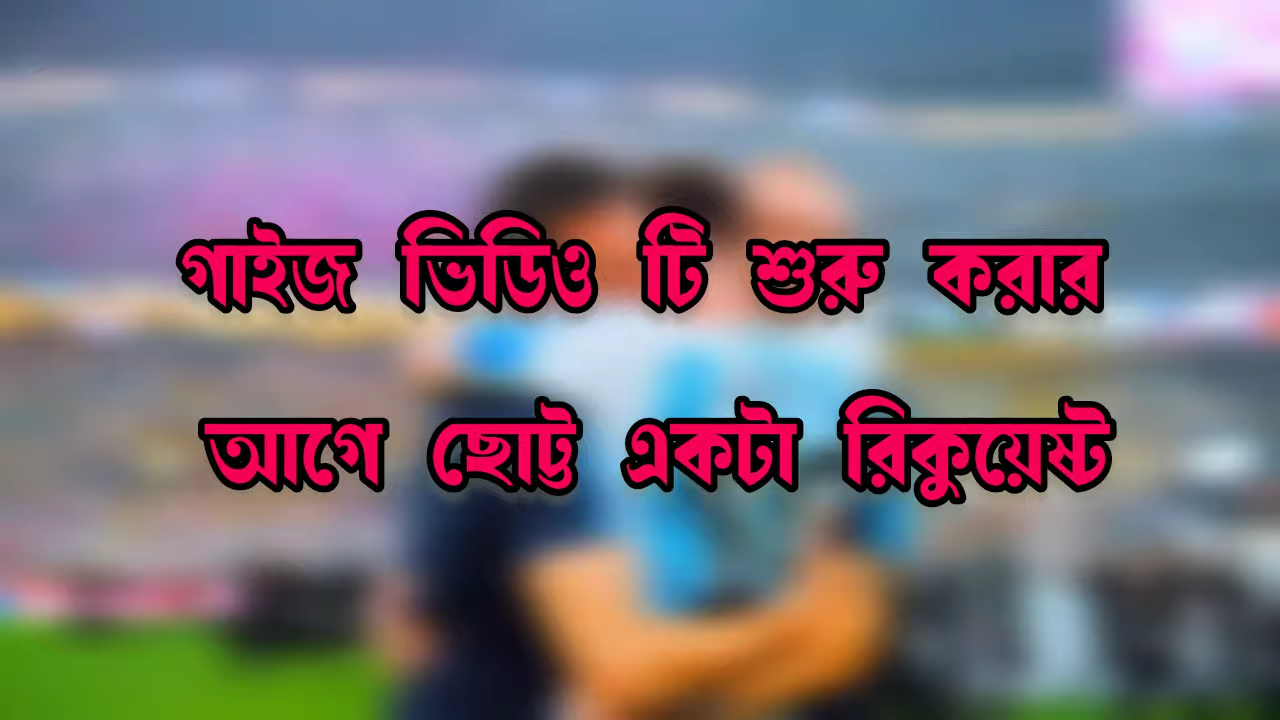 গাইজ ভিডিও টি শুরু করার
আগে ছোট্ট একটা রিকুয়েষ্ট